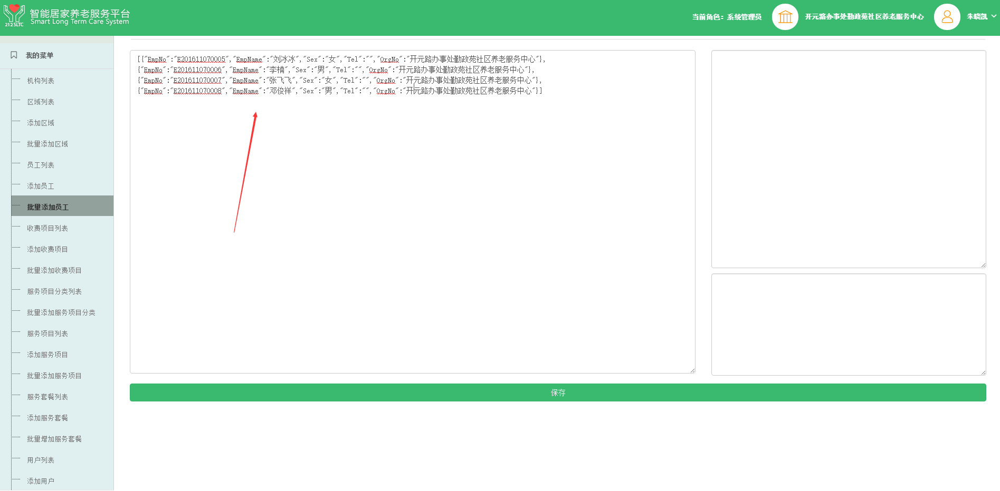 智能居家养老服务平台
Smart Long Term Care System
212 SLTC
当前角色：系统管理员
开元路办事处勤政苑社区养老服务中心
朱晓凯
我的菜单
机构列表
区域列表
添加区域
批量添加区域
员工列表
添加员工
批量添加员工
收费项目列表
添加收费项目
批量添加收费项目
服务项目分类列表
批量添加服务项目分类
服务项目列表
添加服务项目
批量添加服务项目
服务套餐列表
添加服务套餐
批量增加服务套餐
用户列表
添加用户
[{"EmpNo":"E201611070005","EmpName":"刘冰冰","Sex":"女","Tel":"","OrgNo":"开元路办事处勤政苑社区养老服务中心"},
{"EmpNo":"E201611070006","EmpName":"李楠","Sex":"男","Tel":"","OrgNo":"开元路办事处勤政苑社区养老服务中心"},
{"EmpNo":"E201611070007","EmpName":"张飞飞","Sex":"女","Tel":"","OrgNo":"开元路办事处勤政苑社区养老服务中心"},
{"EmpNo":"E201611070008","EmpName":"邓俊祥","Sex":"男","Tel":"","OrgNo":"开元路办事处勤政苑社区养老服务中心"}]
保存